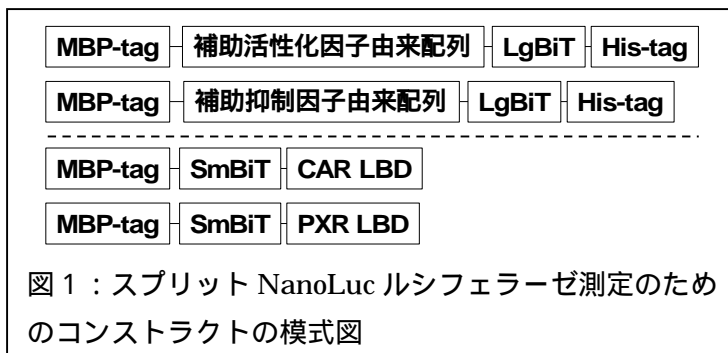 MBP-tag 補助活性化因子由来配列 LgBiT His-tag
MBP-tag 補助抑制因子由来配列 LgBiT His-tag
MBP-tag SmBiT CAR LBD
MBP-tag SmBiT PXR LBD
図1：スプリット NanoLuc ルシフェラーゼ測定のため
のコンストラクトの模式図